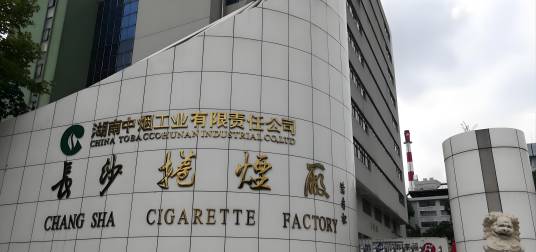 湖南中烟工业有限责任公司
CHINA TOBACCO HUNAN INDUSTRIAL CO.LTD
長沙捲煙廠
CHANG SHA CIGARETTE FACTORY